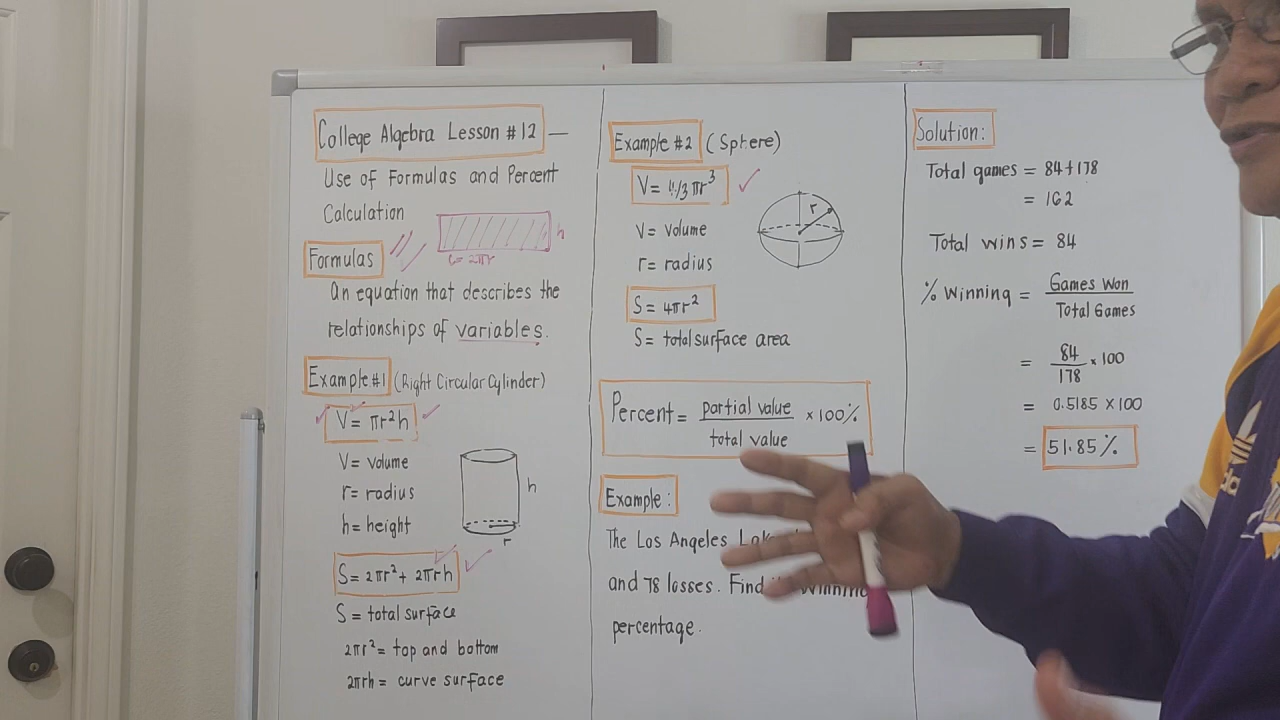 College Algebra Lesson #12 —
Use of Formulas and Percent
Calculation
h
C = 2πr
Formulas
An equation that describes the
relationships of variables.
Example #1 (Right Circular Cylinder)
V = πr²h
V = volume
r = radius
h = height
h
r
S = 2πr² + 2πrh
S = total surface
2πr² = top and bottom
2πrh = curve surface
Example #2 (Sphere)
V = 4/3 πr³
r
V = volume
r = radius
S = 4πr²
S = total surface area
Percent = partial value / total value × 100%
Example:
The Los Angeles
and 78 losses. Find winning
percentage.
Solution:
Total games = 84+178
= 162
Total wins = 84
% Winning = Games Won / Total Games
= 84 / 178 × 100
= 0.5185 × 100
= 51.85%
adidas